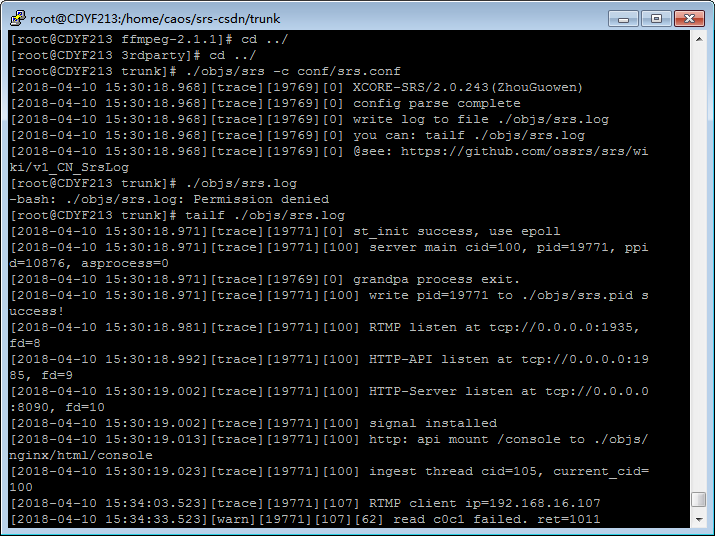 root@CDYF213:/home/caos/srs-csdn/trunk
[root@CDYF213 ffmpeg-2.1.1]# cd ../
[root@CDYF213 3rdparty]# cd ../
[root@CDYF213 trunk]# ./objs/srs -c conf/srs.conf
[2018-04-10 15:30:18.968][trace][19769][0] XCORE-SRS/2.0.243(ZhouGuowen)
[2018-04-10 15:30:18.968][trace][19769][0] config parse complete
[2018-04-10 15:30:18.968][trace][19769][0] write log to file ./objs/srs.log
[2018-04-10 15:30:18.968][trace][19769][0] you can: tailf ./objs/srs.log
[2018-04-10 15:30:18.968][trace][19769][0] @see: https://github.com/ossrs/srs/wi
ki/v1_CN_SrsLog
[root@CDYF213 trunk]# ./objs/srs.log
-bash: ./objs/srs.log: Permission denied
[root@CDYF213 trunk]# tailf ./objs/srs.log
[2018-04-10 15:30:18.971][trace][19771][0] st_init success, use epoll
[2018-04-10 15:30:18.971][trace][19771][100] server main cid=100, pid=19771, ppi
d=10876, asprocess=0
[2018-04-10 15:30:18.971][trace][19769][0] grandpa process exit.
[2018-04-10 15:30:18.971][trace][19771][100] write pid=19771 to ./objs/srs.pid s
uccess!
[2018-04-10 15:30:18.981][trace][19771][100] RTMP listen at tcp://0.0.0.0:1935, 
fd=8
[2018-04-10 15:30:18.992][trace][19771][100] HTTP-API listen at tcp://0.0.0.0:19
85, fd=9
[2018-04-10 15:30:19.002][trace][19771][100] HTTP-Server listen at tcp://0.0.0.0
:8090, fd=10
[2018-04-10 15:30:19.002][trace][19771][100] signal installed
[2018-04-10 15:30:19.013][trace][19771][100] http: api mount /console to ./objs/
nginx/html/console
[2018-04-10 15:30:19.023][trace][19771][100] ingest thread cid=105, current_cid=
100
[2018-04-10 15:34:03.523][trace][19771][107] RTMP client ip=192.168.16.107
[2018-04-10 15:34:33.523][warn][19771][107][62] read c0c1 failed. ret=1011